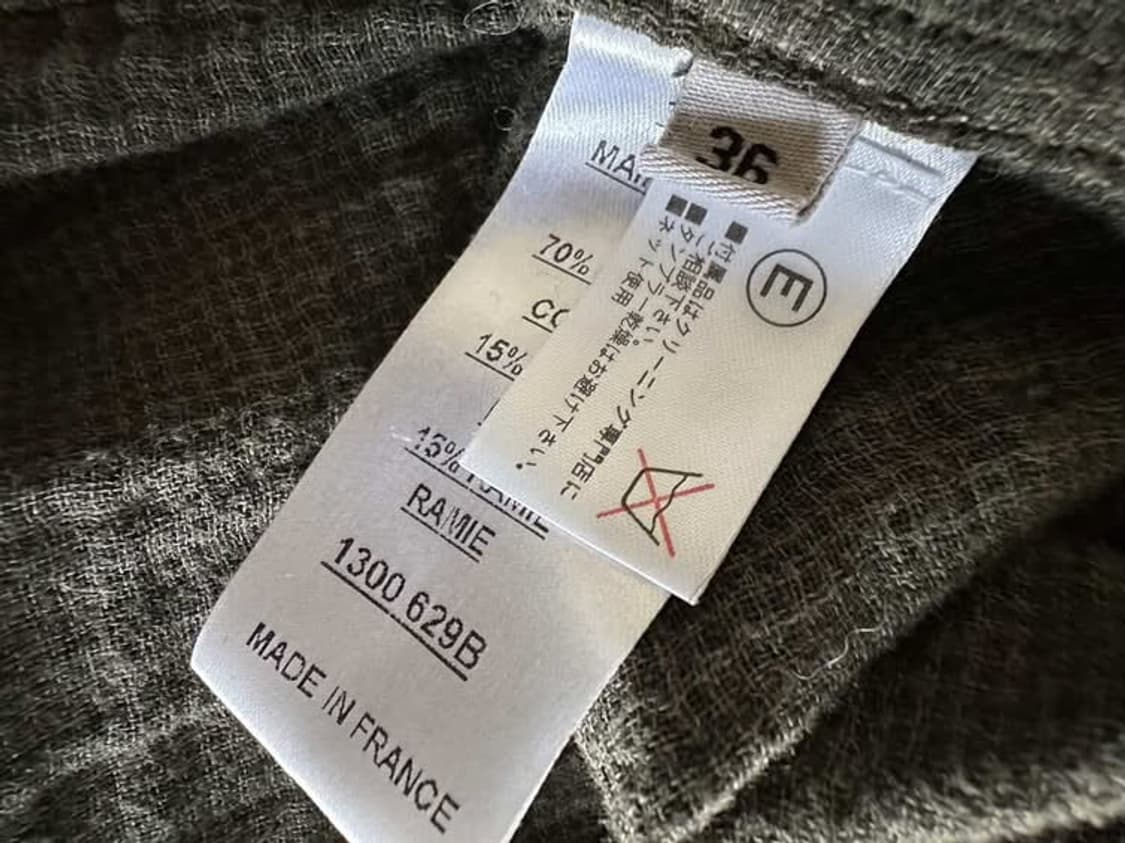 36
E
■付属品はクリーニング専門店に
ご相談下さい。
■タンブラー乾燥はお避け下さい。
■ネット使用
70%
15%
15% RAMIE
RAMIE
1300 629B
MADE IN FRANCE